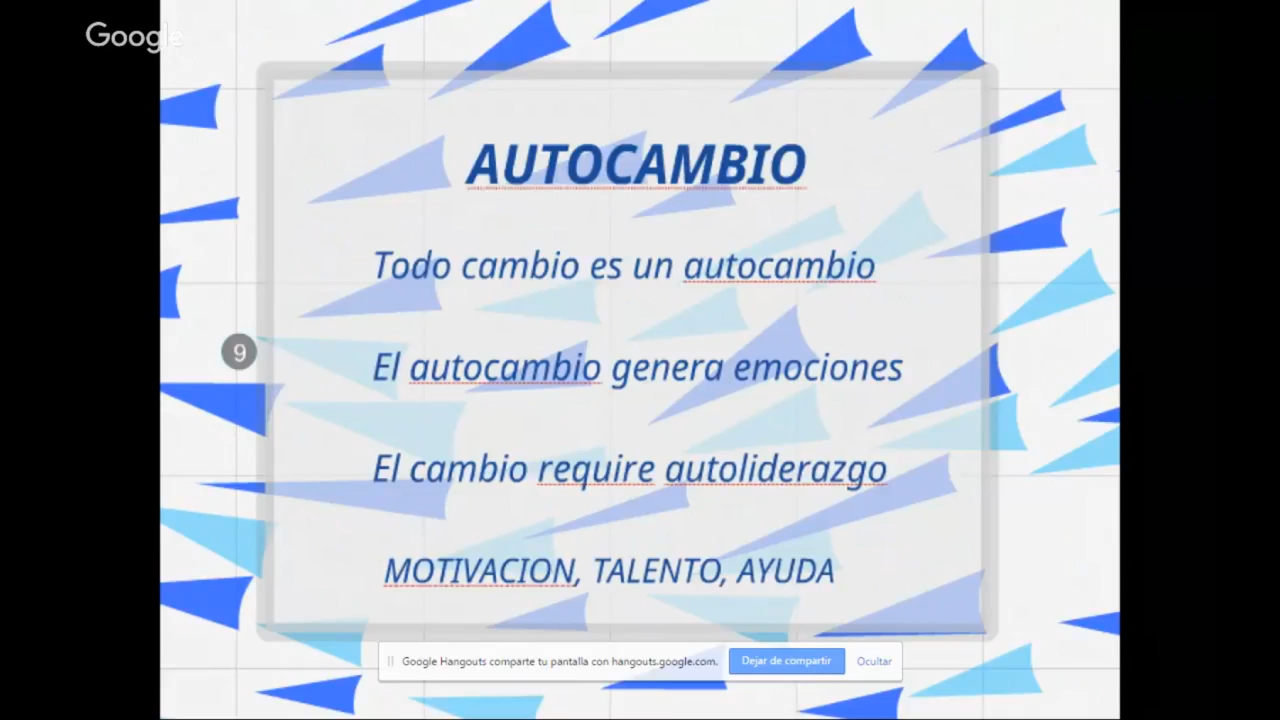 Google
AUTOCAMBIO
Todo cambio es un autocambio
9
El autocambio genera emociones
El cambio require autoliderazgo
MOTIVACION, TALENTO, AYUDA
Google Hangouts comparte tu pantalla con hangouts.google.com. Dejar de compartir Ocultar